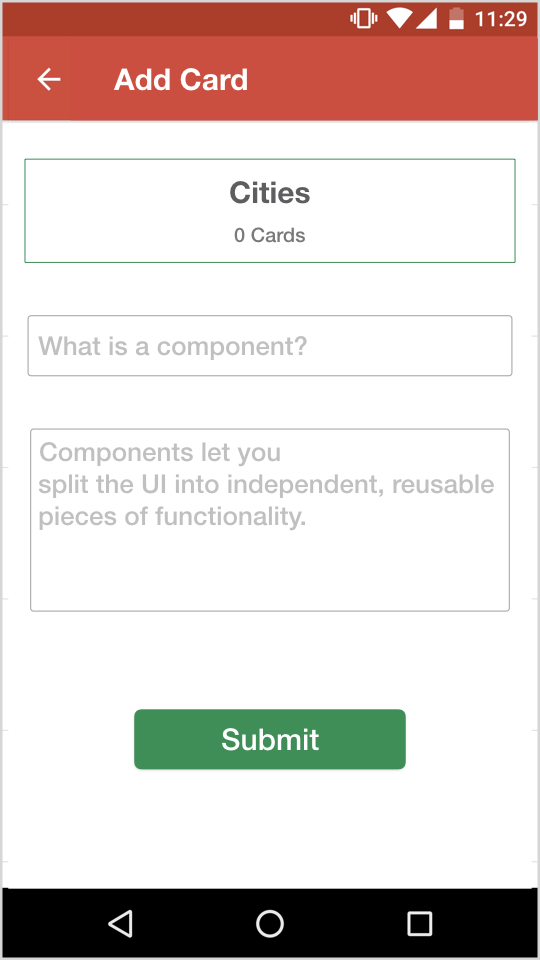 11:29
Add Card
Cities
0 Cards
What is a component?
Components let you
split the UI into independent, reusable
pieces of functionality.
Submit